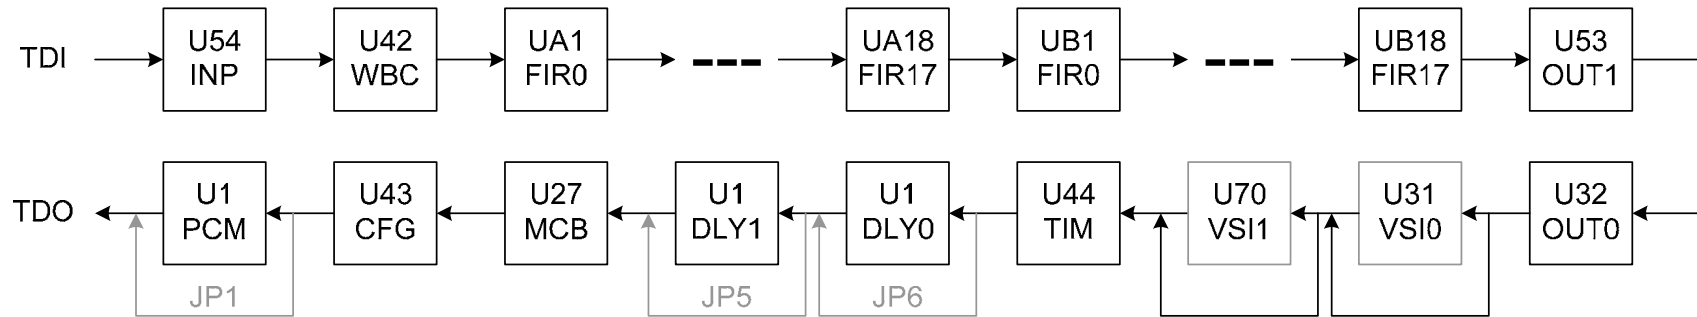 TDI
U54
INP
U42
WBC
UA1
FIR0
UA18
FIR17
UB1
FIR0
UB18
FIR17
U53
OUT1
TDO
U1
PCM
U43
CFG
U27
MCB
U1
DLY1
U1
DLY0
U44
TIM
U70
VSI1
U31
VSI0
U32
OUT0
JP1
JP5
JP6